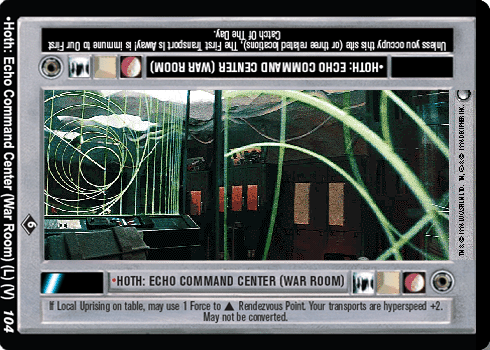 •Hoth: Echo Command Center (War Room) (L) (V) 104
Unless you occupy this site (or three related locations), The First Transport Is Away! is immune to Our First
Catch Of The Day.
•HOTH: ECHO COMMAND CENTER (WAR ROOM)
6
•HOTH: ECHO COMMAND CENTER (WAR ROOM)
If Local Uprising on table, may use 1 Force to ▲ Rendezvous Point. Your transports are hyperspeed +2.
May not be converted.